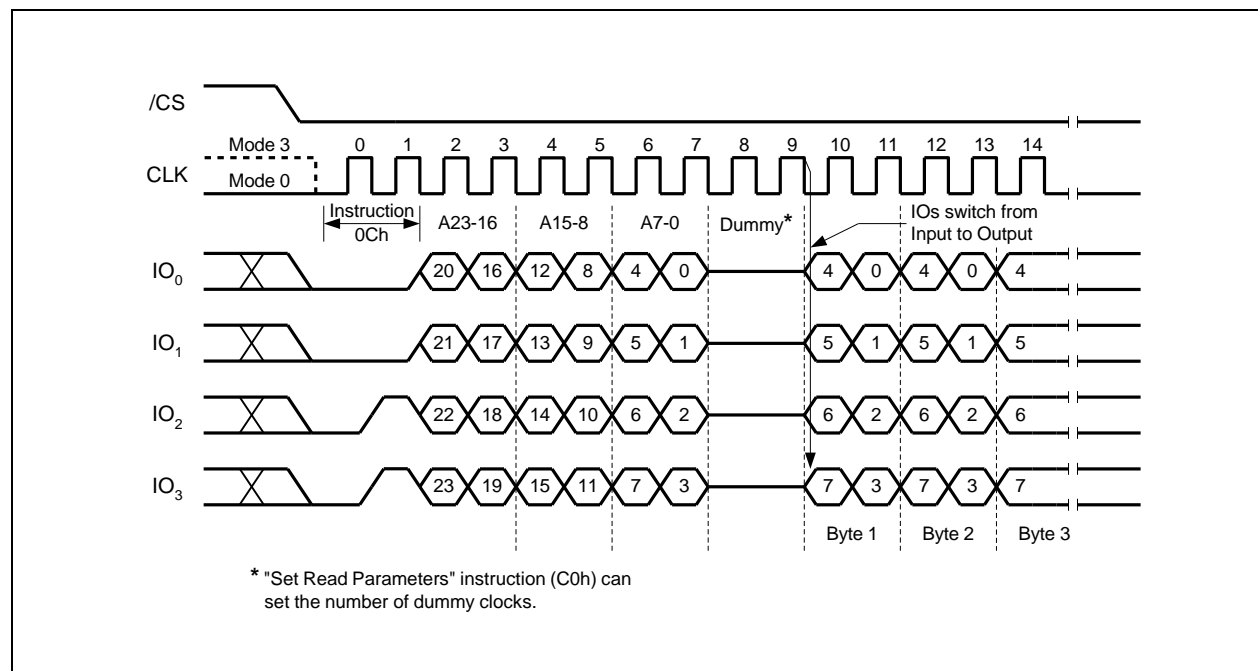 /CS
Mode 3
0 1 2 3 4 5 6 7 8 9 10 11 12 13 14
CLK
Mode 0
Instruction
0Ch
A23-16 A15-8 A7-0 Dummy*
IOs switch from
Input to Output
IO0 20 16 12 8 4 0 4 0 4 0 4
IO1 21 17 13 9 5 1 5 1 5 1 5
IO2 22 18 14 10 6 2 6 2 6 2 6
IO3 23 19 15 11 7 3 7 3 7 3 7
Byte 1 Byte 2 Byte 3
* "Set Read Parameters" instruction (C0h) can
set the number of dummy clocks.